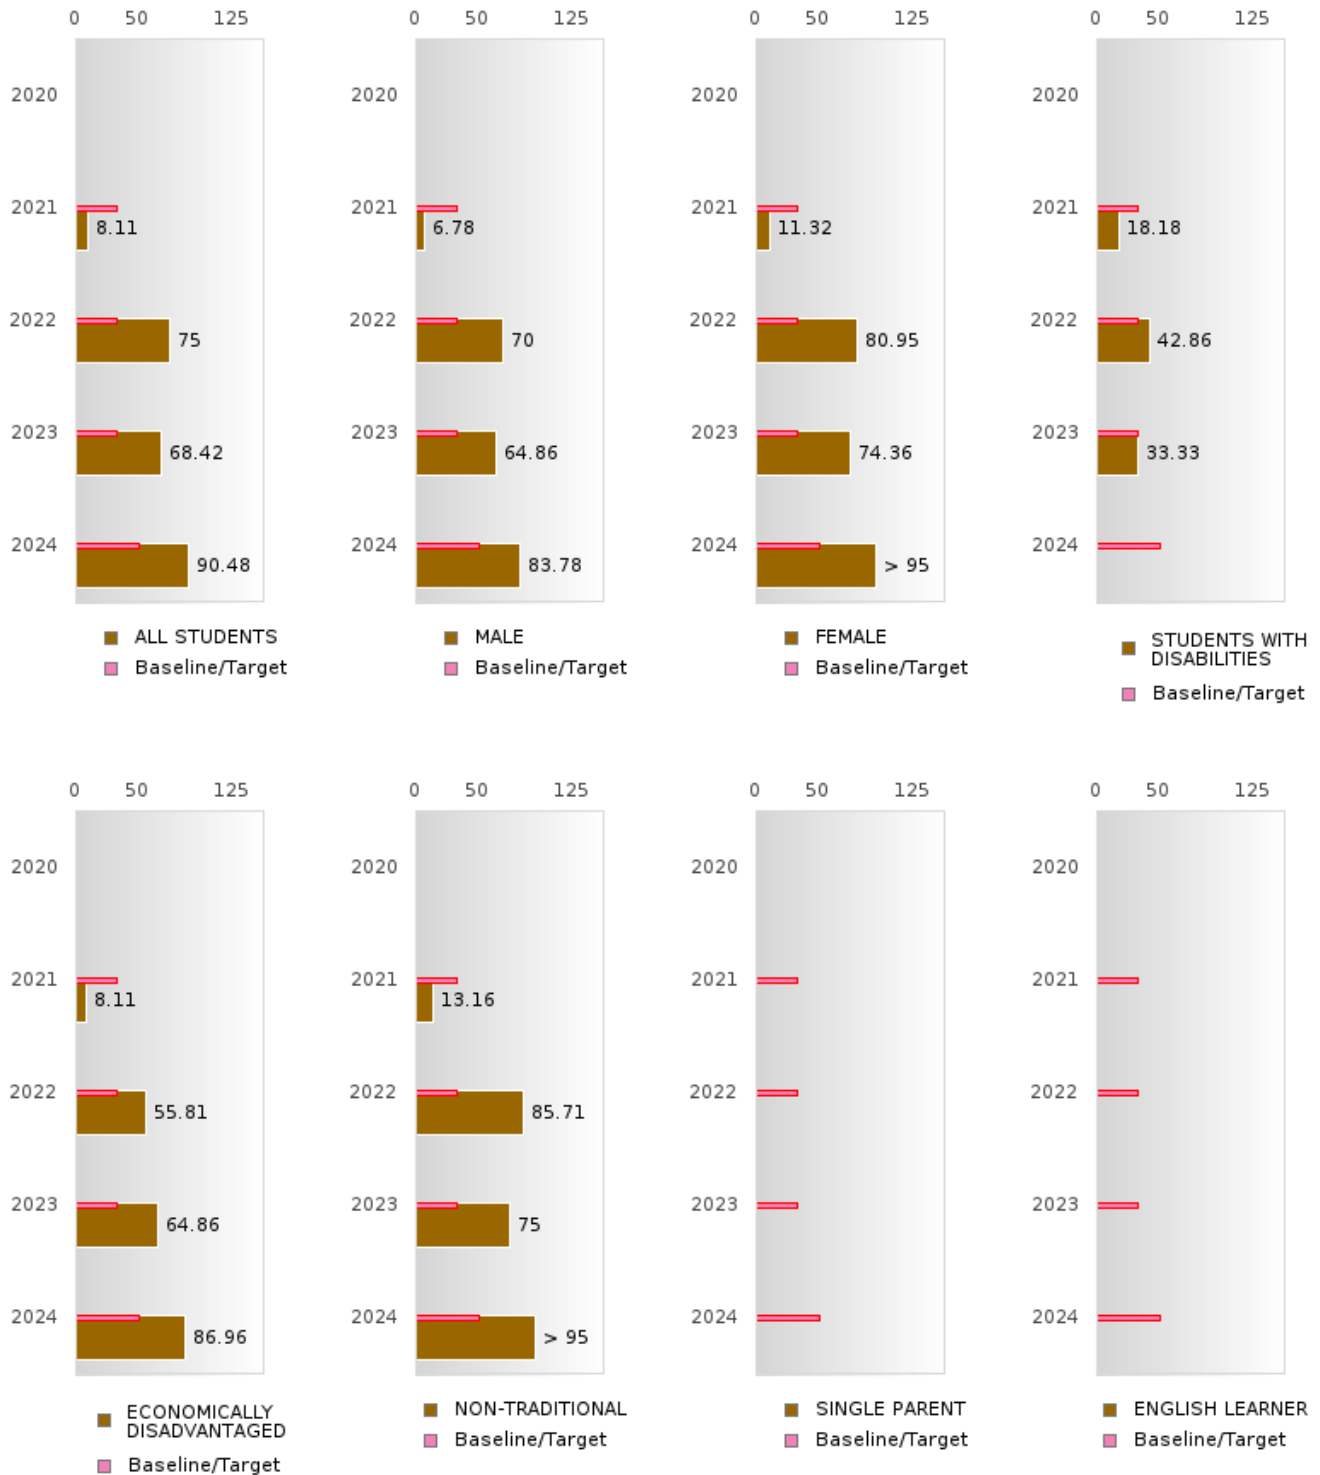 0 50 125
2020
2021 8.11
2022 75
2023 68.42
2024 90.48
ALL STUDENTS
Baseline/Target
0 50 125
2020
2021 6.78
2022 70
2023 64.86
2024 83.78
MALE
Baseline/Target
0 50 125
2020
2021 11.32
2022 80.95
2023 74.36
2024 > 95
FEMALE
Baseline/Target
0 50 125
2020
2021 18.18
2022 42.86
2023 33.33
2024
STUDENTS WITH
DISABILITIES
Baseline/Target
0 50 125
2020
2021 8.11
2022 55.81
2023 64.86
2024 86.96
ECONOMICALLY
DISADVANTAGED
Baseline/Target
0 50 125
2020
2021 13.16
2022 85.71
2023 75
2024 > 95
NON-TRADITIONAL
Baseline/Target
0 50 125
2020
2021
2022
2023
2024
SINGLE PARENT
Baseline/Target
0 50 125
2020
2021
2022
2023
2024
ENGLISH LEARNER
Baseline/Target